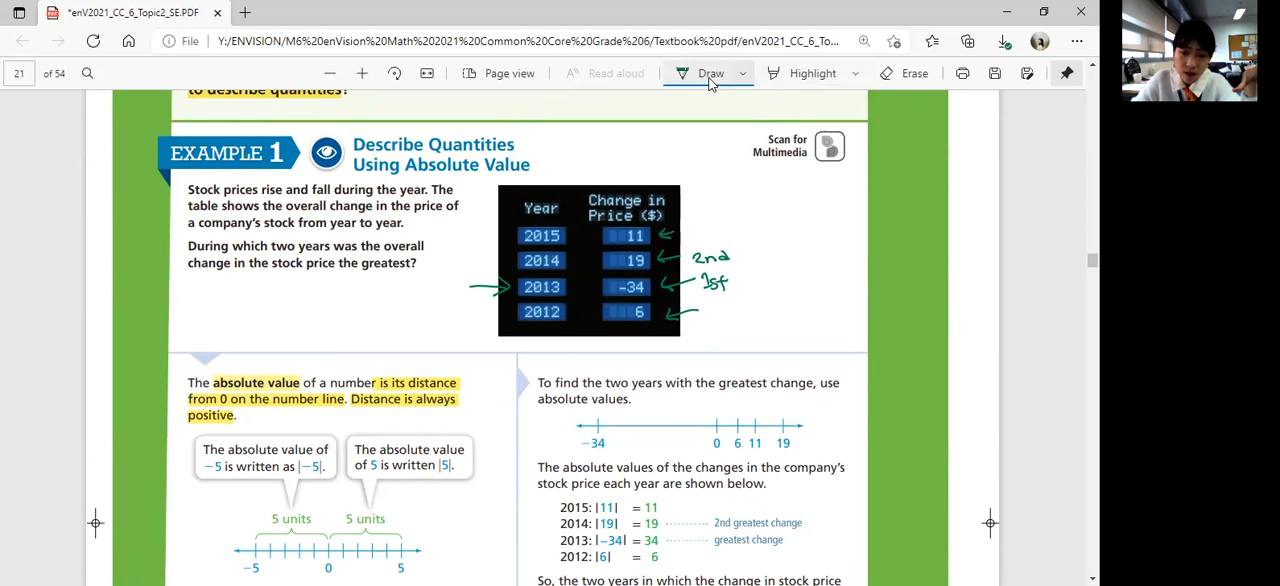 *enV2021_CC_6_Topic2_SE.PDF
File
Y:/ENVISION/M6%20enVision%20Math%202021%20Common%20Core%20Grade%206/Textbook%20pdf/enV2021_CC_6_To...
21
of 54
Page view
Read aloud
Draw
Highlight
Erase
to describe quantities?
EXAMPLE 1
Describe Quantities
Using Absolute Value
Scan for
Multimedia
Stock prices rise and fall during the year. The
table shows the overall change in the price of
a company's stock from year to year.
During which two years was the overall
change in the stock price the greatest?
Year
Change in
Price ($)
2015 11
2014 19 2nd
2013 -34 1st
2012 6
The absolute value of a number is its distance
from 0 on the number line. Distance is always
positive.
The absolute value of
−5 is written as |−5|.
The absolute value
of 5 is written |5|.
5 units 5 units
−5 0 5
To find the two years with the greatest change, use
absolute values.
−34 0 6 11 19
The absolute values of the changes in the company's
stock price each year are shown below.
2015: |11| = 11
2014: |19| = 19 2nd greatest change
2013: |−34| = 34 greatest change
2012: |6| = 6
So, the two years in which the change in stock price